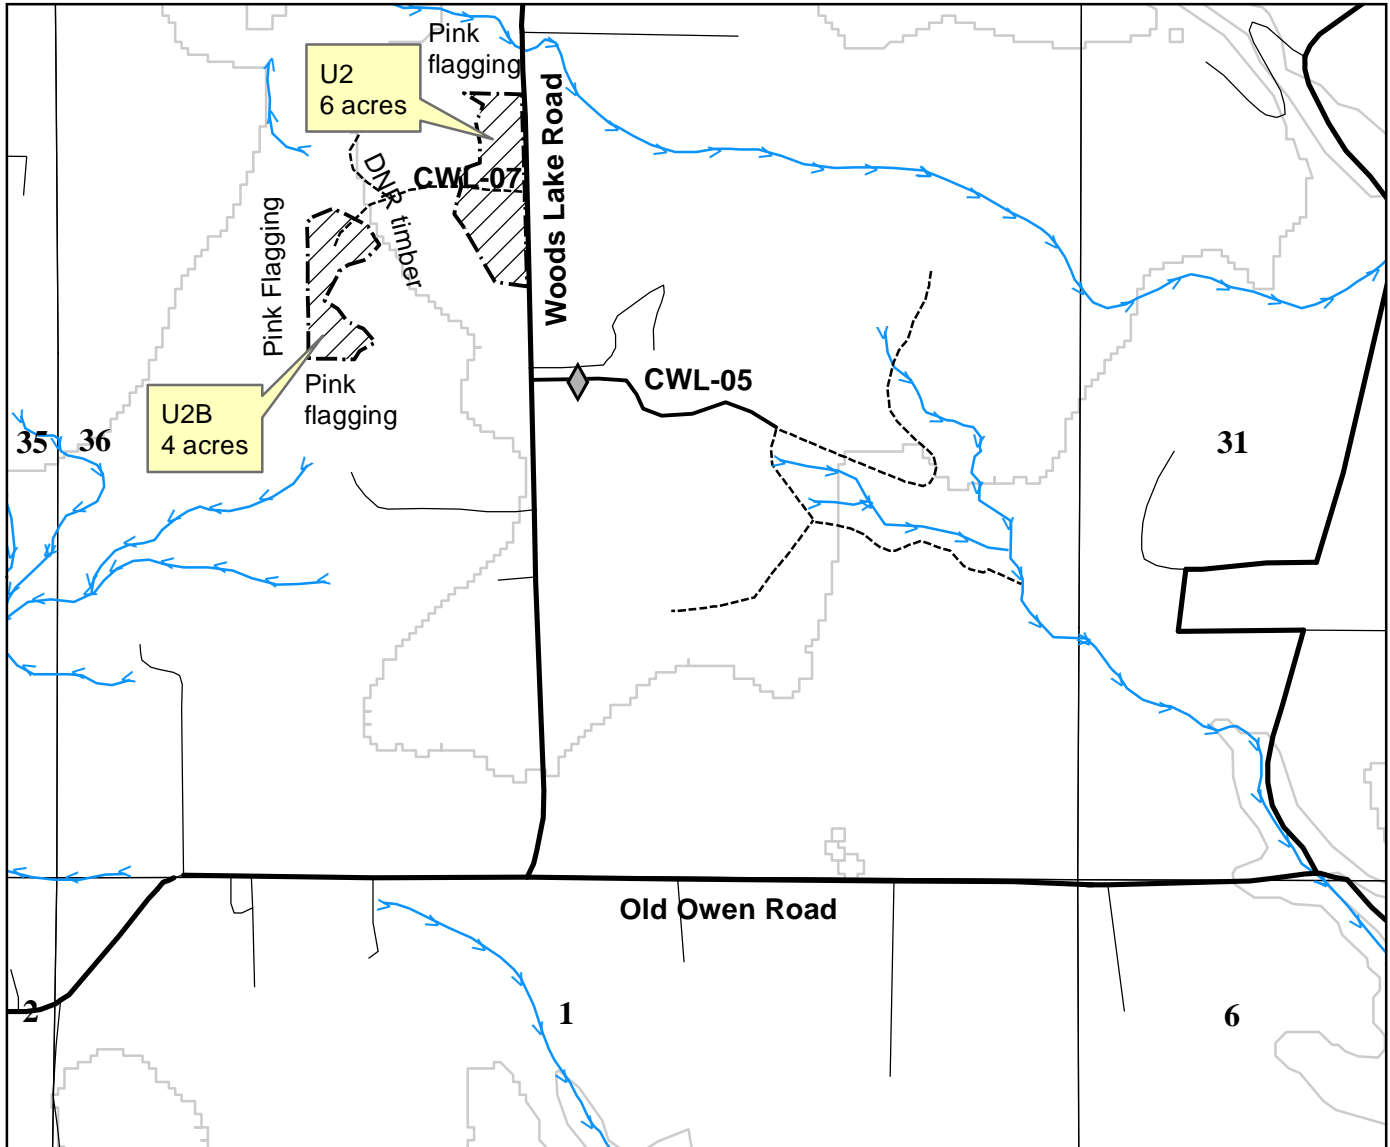 Pink
flagging
U2
6 acres
Woods Lake Road
DNR timber
CWL-07
Pink Flagging
Pink
flagging
U2B
4 acres
CWL-05
35
36
31
Old Owen Road
2
1
6